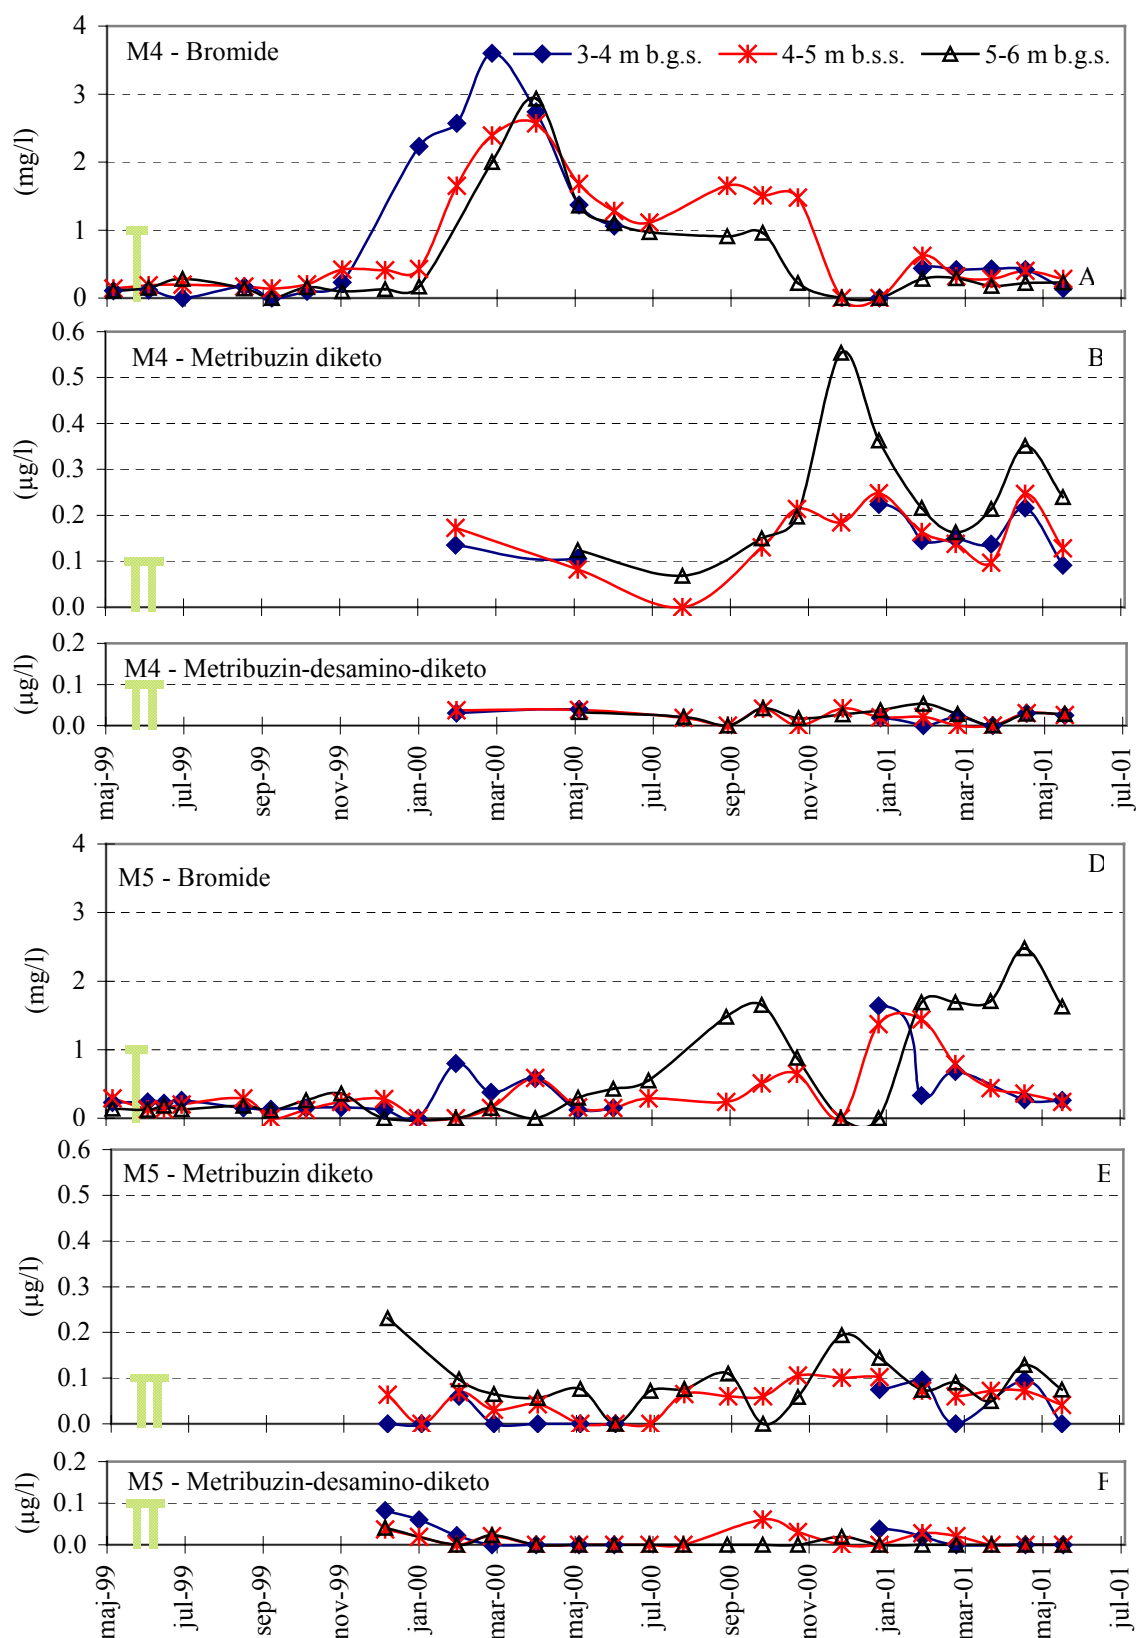 M4 - Bromide
3-4 m b.g.s. 4-5 m b.s.s. 5-6 m b.g.s.
4
3
2
1
0
(mg/l)
A
M4 - Metribuzin diketo
B
0.6
0.5
0.4
0.3
0.2
0.1
0.0
(µg/l)
M4 - Metribuzin-desamino-diketo
0.2
0.1
0.0
(µg/l)
maj-99 jul-99 sep-99 nov-99 jan-00 mar-00 maj-00 jul-00 sep-00 nov-00 jan-01 mar-01 maj-01 jul-01
M5 - Bromide
D
4
3
2
1
0
(mg/l)
M5 - Metribuzin diketo
E
0.6
0.5
0.4
0.3
0.2
0.1
0.0
(µg/l)
M5 - Metribuzin-desamino-diketo
F
0.2
0.1
0.0
(µg/l)
maj-99 jul-99 sep-99 nov-99 jan-00 mar-00 maj-00 jul-00 sep-00 nov-00 jan-01 mar-01 maj-01 jul-01